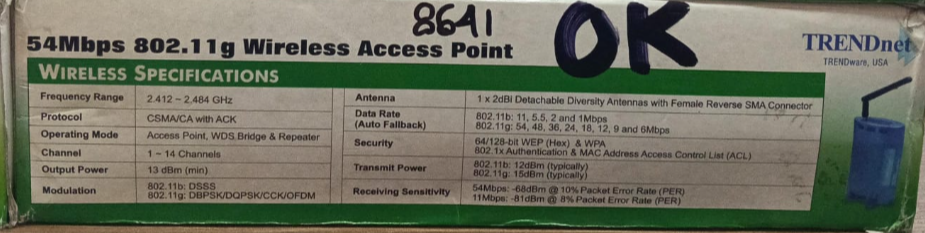 8641
OK
54Mbps 802.11g Wireless Access Point
TRENDnet
TRENDware, USA
WIRELESS SPECIFICATIONS
Frequency Range 2.412 ~ 2.484 GHz
Protocol CSMA/CA with ACK
Operating Mode Access Point, WDS Bridge & Repeater
Channel 1 ~ 14 Channels
Output Power 13 dBm (min)
Modulation 802.11b: DSSS
802.11g: DBPSK/DQPSK/CCK/OFDM
Antenna 1 x 2dBi Detachable Diversity Antennas with Female Reverse SMA Connector
Data Rate 802.11b: 11, 5.5, 2 and 1Mbps
(Auto Fallback) 802.11g: 54, 48, 36, 24, 18, 12, 9 and 6Mbps
Security 64/128-bit WEP (Hex) & WPA
802.1x Authentication & MAC Address Access Control List (ACL)
Transmit Power 802.11b: 12dBm (typically)
802.11g: 15dBm (typically)
Receiving Sensitivity 54Mbps: -68dBm @ 10% Packet Error Rate (PER)
11Mbps: -81dBm @ 8% Packet Error Rate (PER)